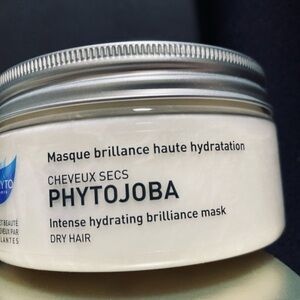 Masque brillance haute hydratation
CHEVEUX SECS
PHYTOJOBA
Intense hydrating brilliance mask
DRY HAIR